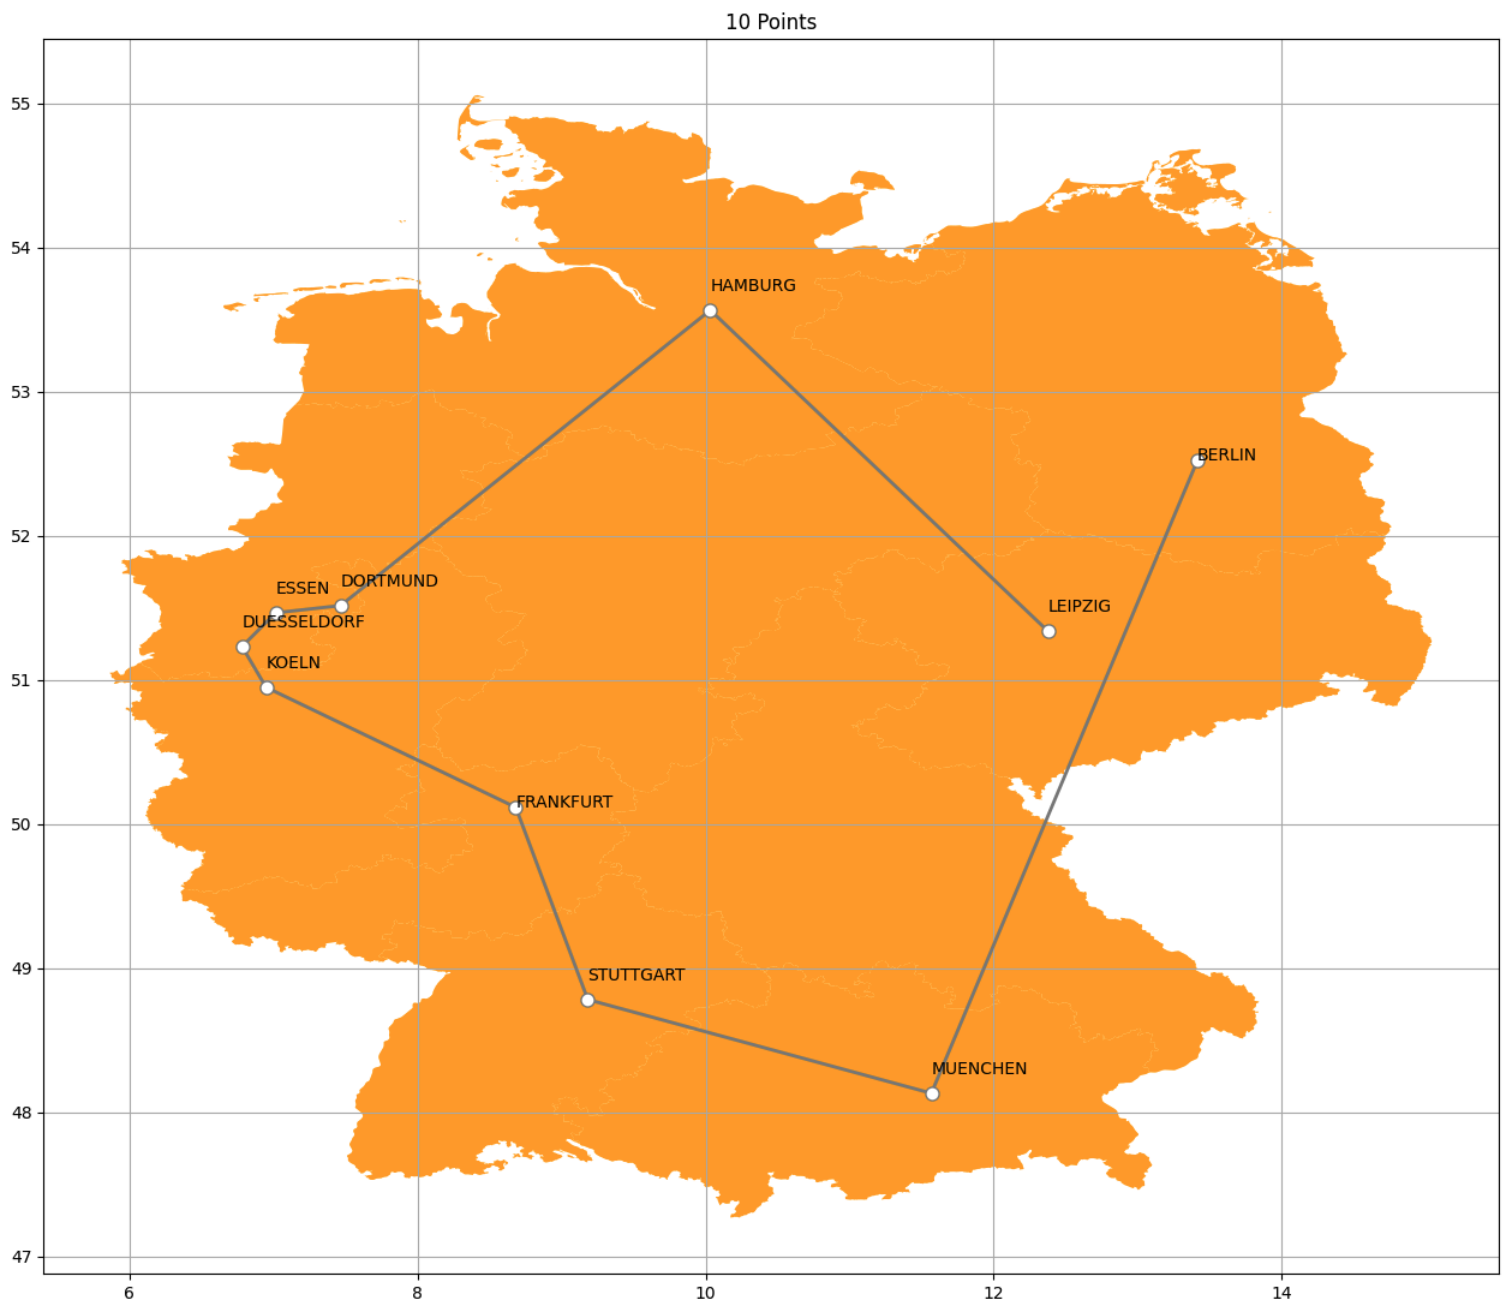 10 Points
55
54
HAMBURG
53
BERLIN
52
ESSEN
DORTMUND
LEIPZIG
DUESSELDORF
KOELN
51
FRANKFURT
50
STUTTGART
49
MUENCHEN
48
47
6
8
10
12
14